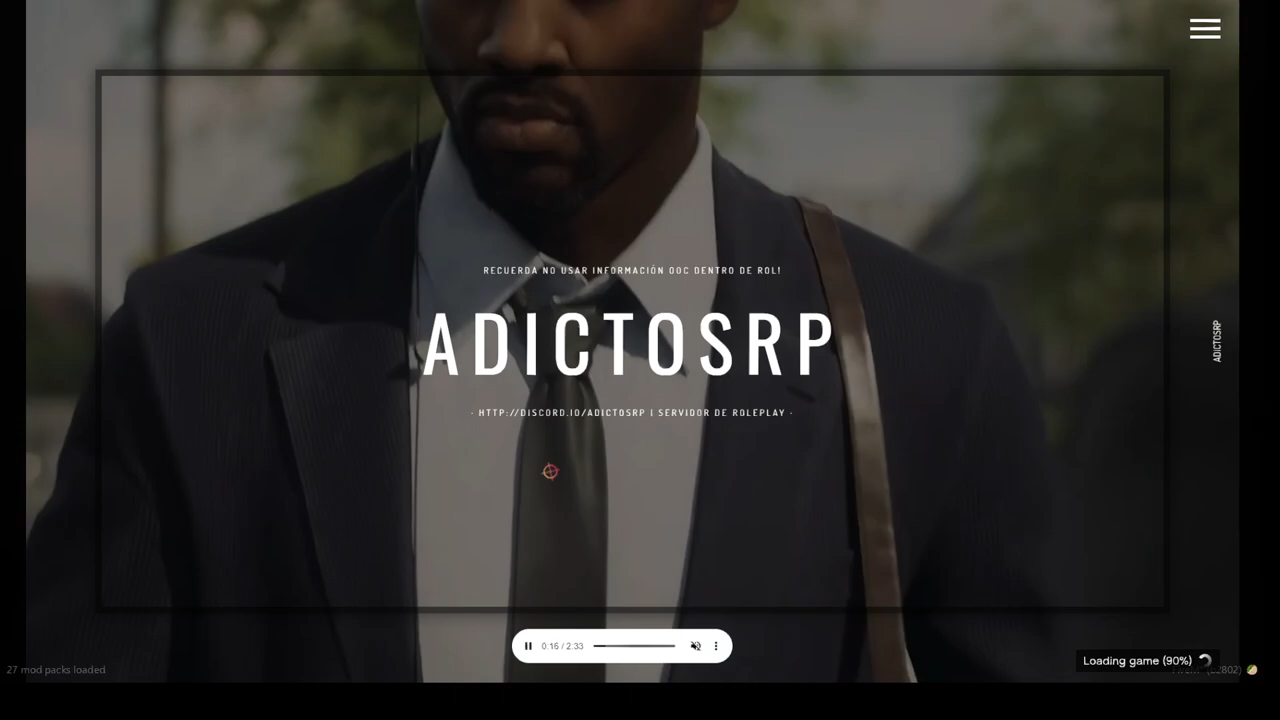 RECUERDA NO USAR INFORMACIÓN OOC DENTRO DE ROL!
ADICTOSRP
ADICTOSRP
· HTTP://DISCORD.IO/ADICTOSRP | SERVIDOR DE ROLEPLAY ·
0:16 / 2:33
Loading game (90%)
27 mod packs loaded